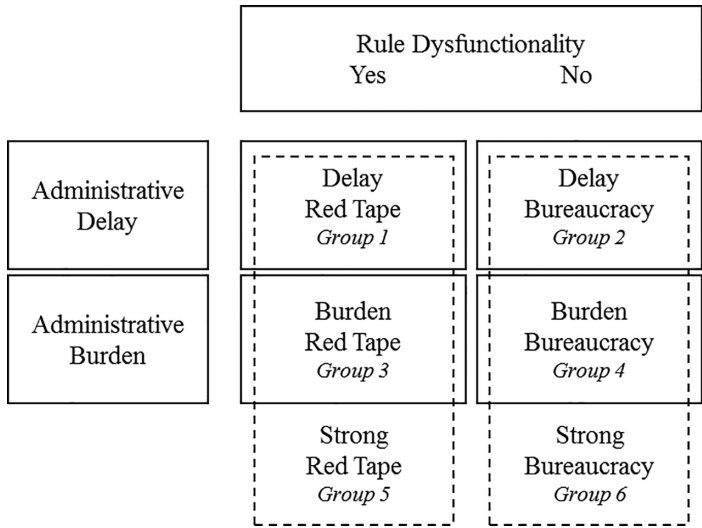 Rule Dysfunctionality
Yes No
Administrative
Delay
Delay
Red Tape
Group 1
Delay
Bureaucracy
Group 2
Administrative
Burden
Burden
Red Tape
Group 3
Burden
Bureaucracy
Group 4
Strong
Red Tape
Group 5
Strong
Bureaucracy
Group 6